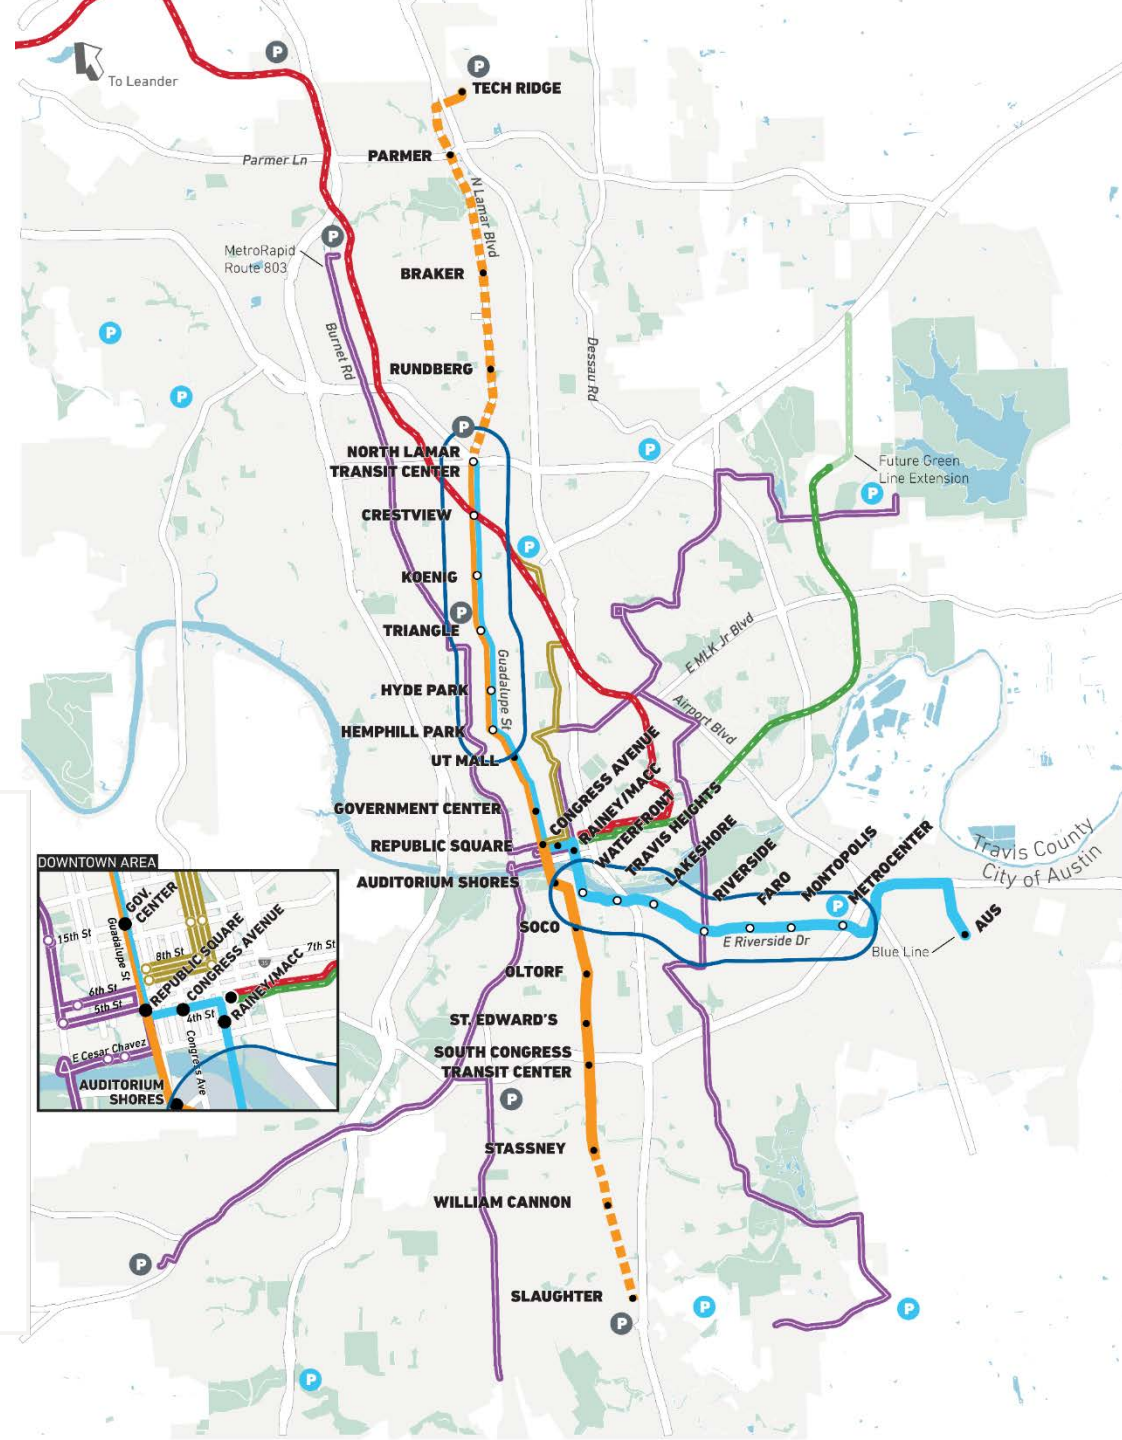 P
To Leander
P
TECH RIDGE
Parmer Ln
PARMER
N Lamar Blvd
P
MetroRapid
Route 803
BRAKER
P
Burnet Rd
Dessau Rd
RUNDBERG
P
P
P
NORTH LAMAR
TRANSIT CENTER
Future Green
Line Extension
P
CRESTVIEW
P
KOENIG
P
TRIANGLE
E MLK Jr Blvd
Guadalupe St
HYDE PARK
Airport Blvd
HEMPHILL PARK
UT MALL
GOVERNMENT CENTER
CONGRESS AVENUE
RAINEY/MACC
WATERFRONT
TRAVIS HEIGHTS
LAKESHORE
RIVERSIDE
FARO
MONTOPOLIS
METROCENTER
REPUBLIC SQUARE
Travis County
City of Austin
AUDITORIUM SHORES
P
AUS
SOCO
E Riverside Dr
Blue Line
OLTORF
ST. EDWARD'S
SOUTH CONGRESS
TRANSIT CENTER
P
STASSNEY
WILLIAM CANNON
P
SLAUGHTER
P
P
P
P
DOWNTOWN AREA
GOV.
CENTER
Guadalupe St
15th St
8th St
REPUBLIC SQUARE
CONGRESS AVENUE
7th St
35
RAINEY/MACC
6th St
5th St
4th St
E Cesar Chavez
Congress Ave
AUDITORIUM
SHORES